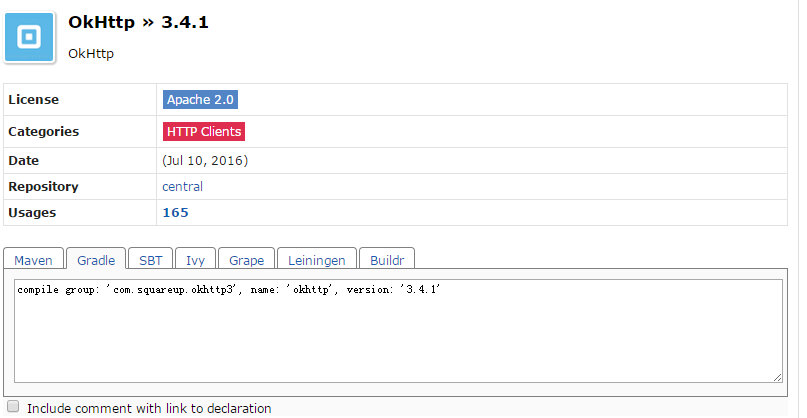 OkHttp » 3.4.1
OkHttp
License Apache 2.0
Categories HTTP Clients
Date (Jul 10, 2016)
Repository central
Usages 165
Maven Gradle SBT Ivy Grape Leiningen Buildr
compile group: 'com.squareup.okhttp3', name: 'okhttp', version: '3.4.1'
Include comment with link to declaration